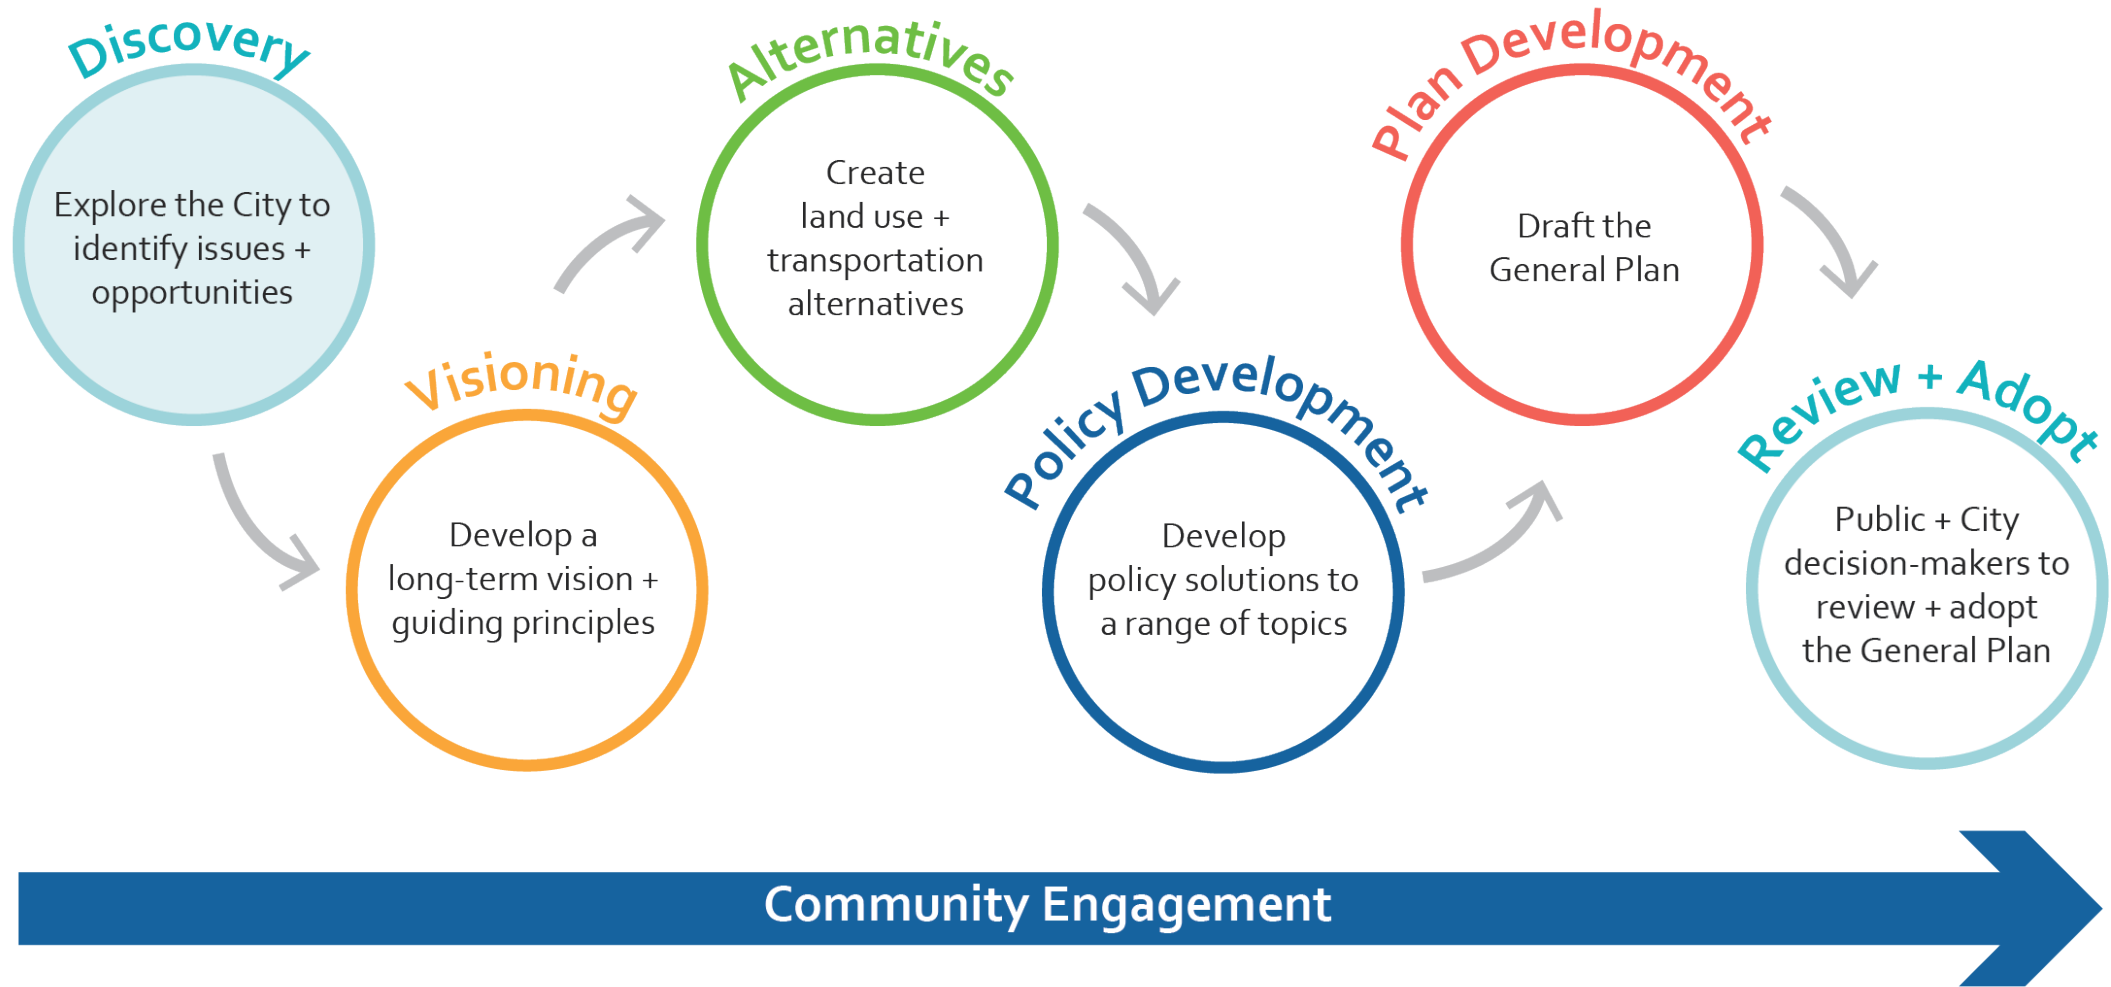 Discovery
Explore the City to
identify issues +
opportunities
Visioning
Develop a
long-term vision +
guiding principles
Alternatives
Create
land use +
transportation
alternatives
Policy Development
Develop
policy solutions to
a range of topics
Plan Development
Draft the
General Plan
Review + Adopt
Public + City
decision-makers to
review + adopt
the General Plan
Community Engagement